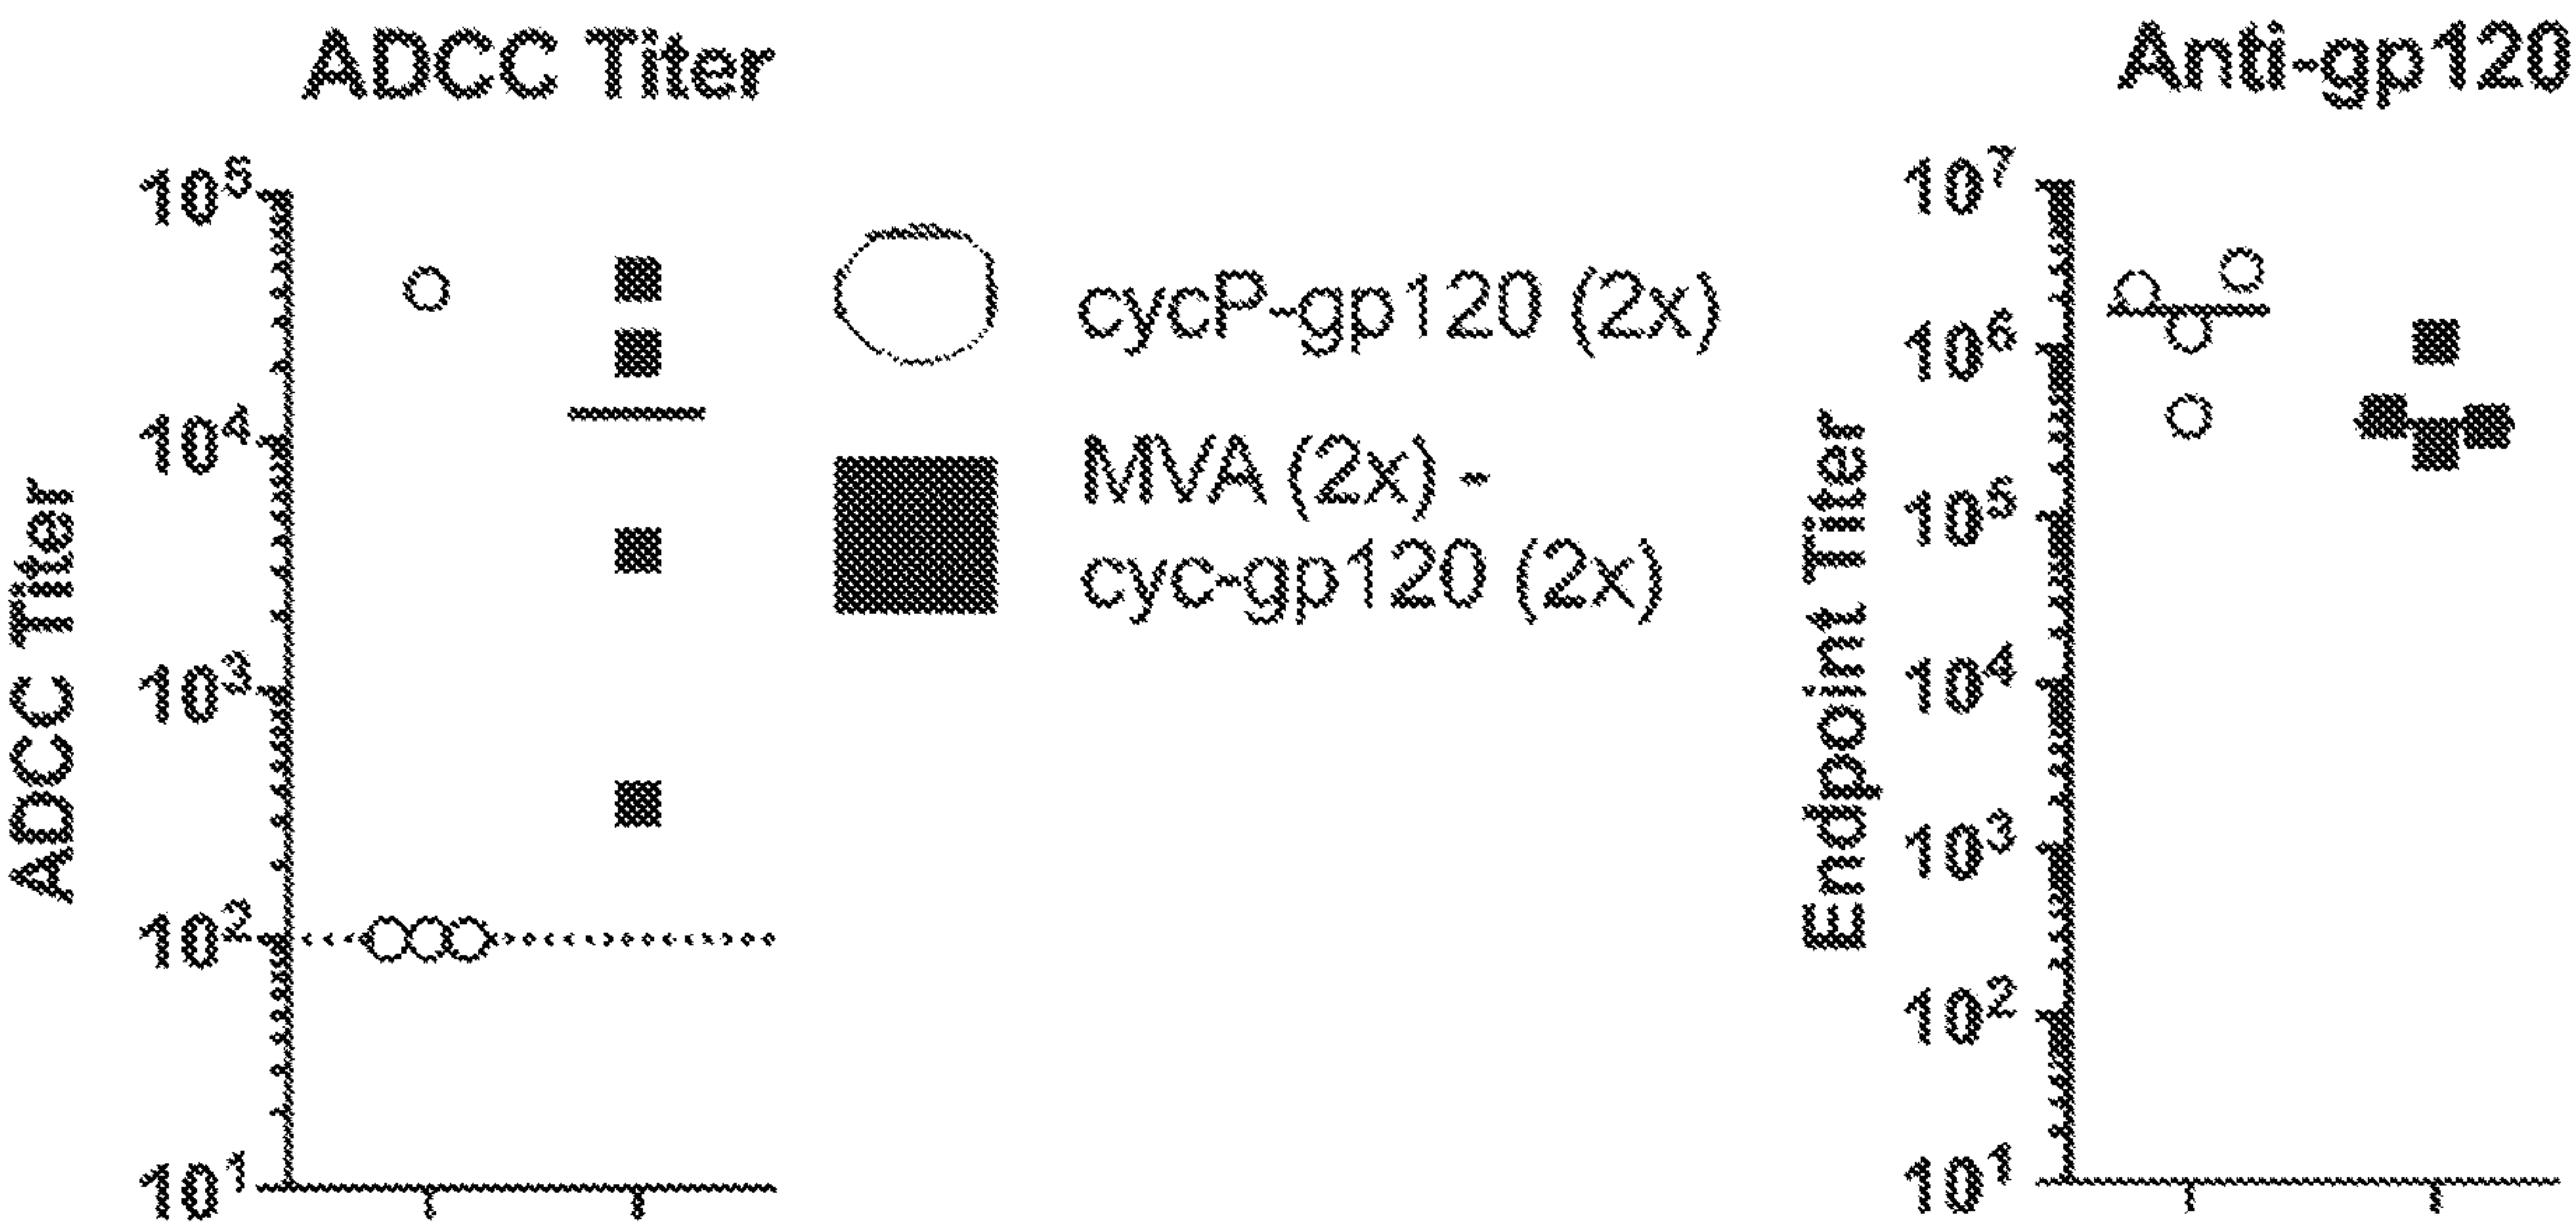 ADCC Titer
ADCC Titer
10⁵
10⁴
10³
10²
10¹
cycP-gp120 (2x)
MVA (2x) -
cyc-gp120 (2x)
Anti-gp120
Endpoint Titer
10⁷
10⁶
10⁵
10⁴
10³
10²
10¹